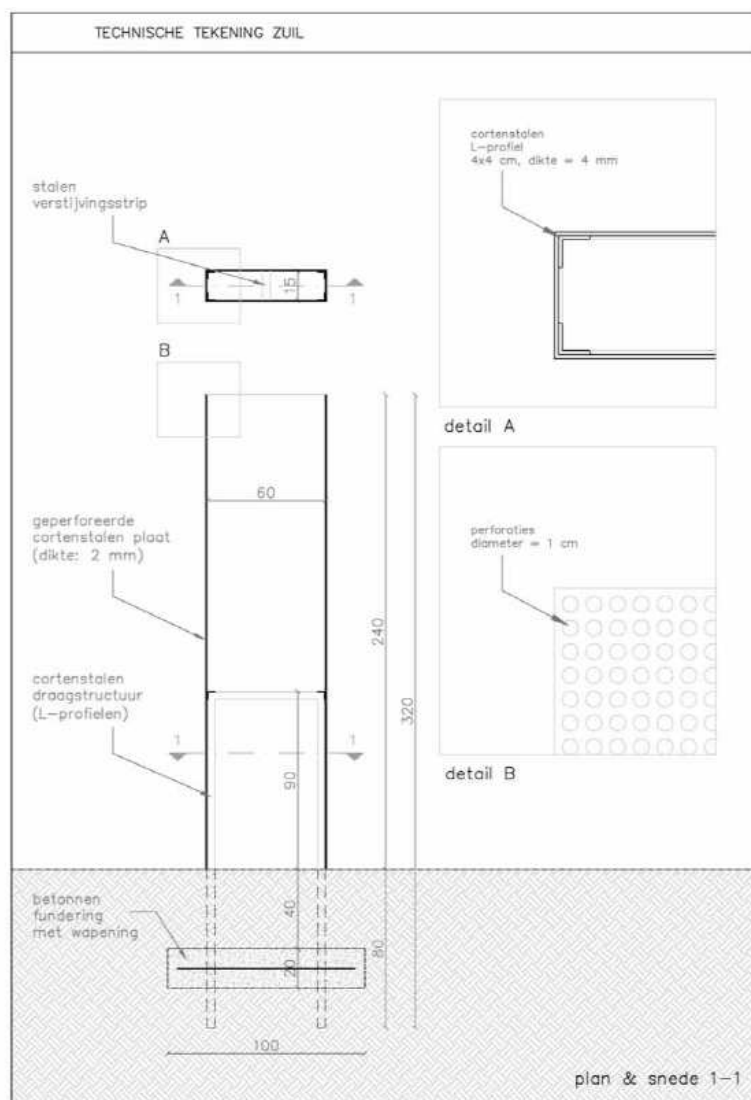 TECHNISCHE TEKENING ZUIL
cortenstalen
L-profiel
4x4 cm, dikte = 4 mm
stalen
verstijvingsstrip
A
1
15
1
B
detail A
60
geperforeerde
cortenstalen plaat
(dikte: 2 mm)
perforaties
diameter = 1 cm
240
320
cortenstalen
draagstructuur
(L-profielen)
1
1
90
detail B
betonnen
fundering
met wapening
40
80
20
100
plan & snede 1-1